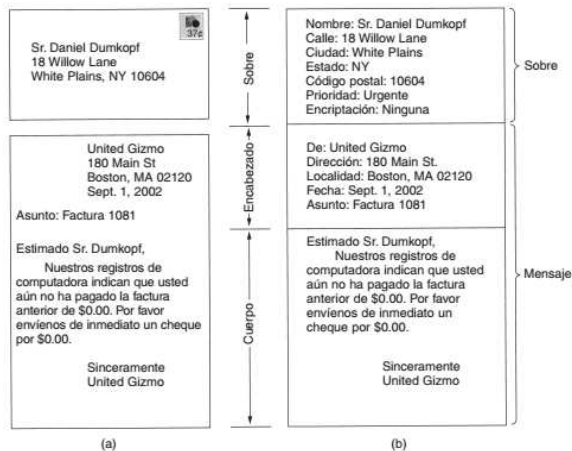 37¢
Sr. Daniel Dumkopf
18 Willow Lane
White Plains, NY 10604
United Gizmo
180 Main St
Boston, MA 02120
Sept. 1, 2002
Asunto: Factura 1081
Estimado Sr. Dumkopf,
Nuestros registros de
computadora indican que usted
aún no ha pagado la factura
anterior de $0.00. Por favor
envíenos de inmediato un cheque
por $0.00.
Sinceramente
United Gizmo
(a)
Sobre
Encabezado
Cuerpo
Nombre: Sr. Daniel Dumkopf
Calle: 18 Willow Lane
Ciudad: White Plains
Estado: NY
Código postal: 10604
Prioridad: Urgente
Encriptación: Ninguna
De: United Gizmo
Dirección: 180 Main St.
Localidad: Boston, MA 02120
Fecha: Sept. 1, 2002
Asunto: Factura 1081
Estimado Sr. Dumkopf,
Nuestros registros de
computadora indican que usted
aún no ha pagado la factura
anterior de $0.00. Por favor
envíenos de inmediato un
cheque por $0.00.
Sinceramente
United Gizmo
(b)
Sobre
Mensaje